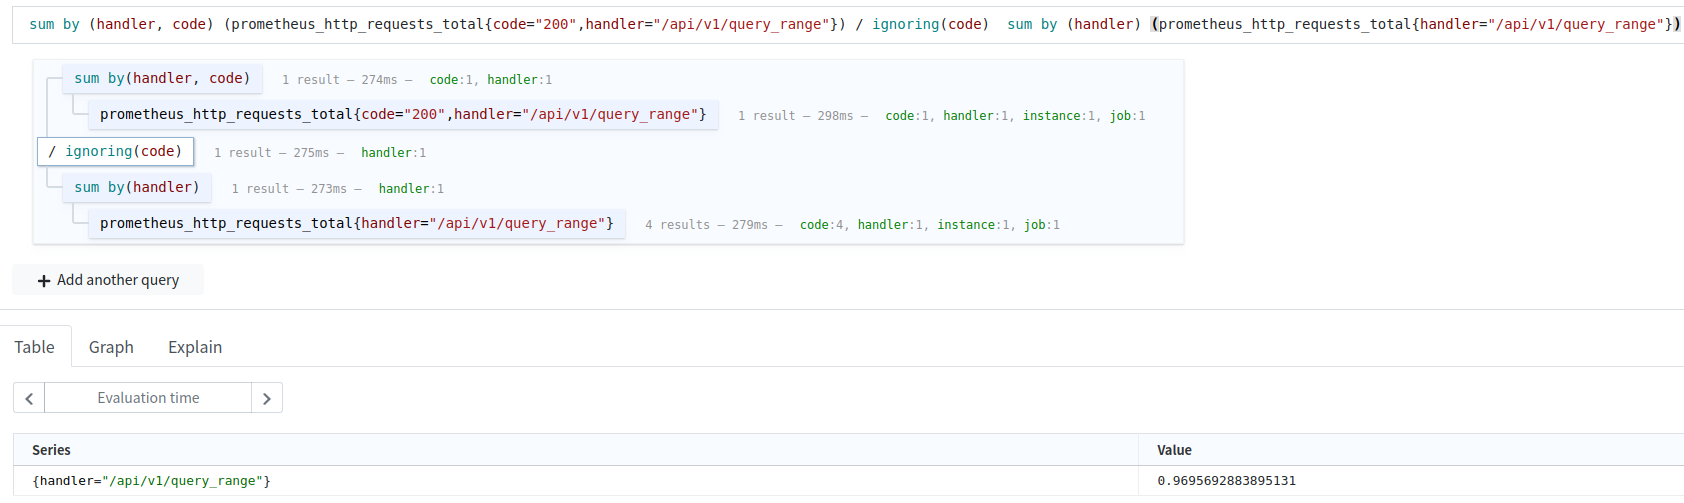 sum by (handler, code) (prometheus_http_requests_total{code="200",handler="/api/v1/query_range"}) / ignoring(code)  sum by (handler) (prometheus_http_requests_total{handler="/api/v1/query_range"})
sum by(handler, code) 1 result – 274ms – code:1, handler:1
prometheus_http_requests_total{code="200",handler="/api/v1/query_range"} 1 result – 298ms – code:1, handler:1, instance:1, job:1
/ ignoring(code) 1 result – 275ms – handler:1
sum by(handler) 1 result – 273ms – handler:1
prometheus_http_requests_total{handler="/api/v1/query_range"} 4 results – 279ms – code:4, handler:1, instance:1, job:1
+ Add another query
Table Graph Explain
< Evaluation time >
Series Value
{handler="/api/v1/query_range"} 0.9695692883895131